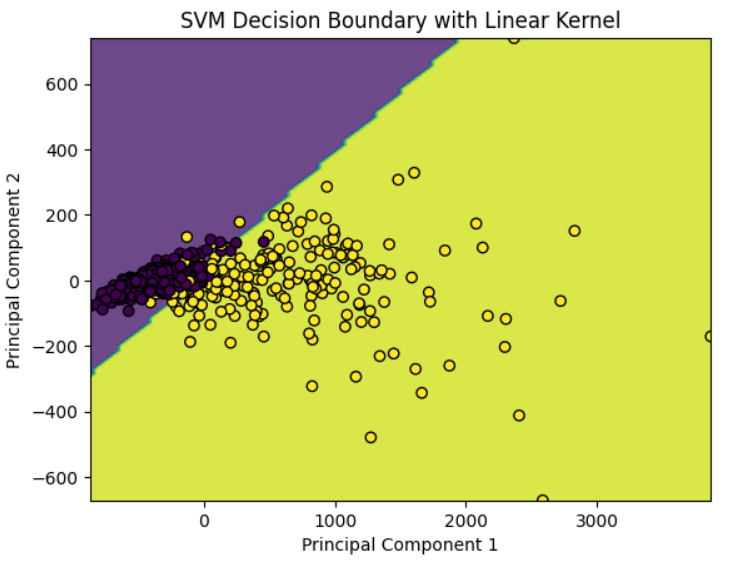 SVM Decision Boundary with Linear Kernel
Principal Component 2
600
400
200
0
−200
−400
−600
0 1000 2000 3000
Principal Component 1